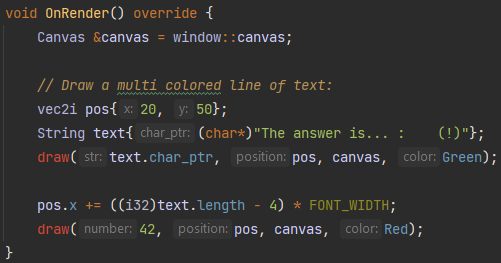 void OnRender() override {
Canvas &canvas = window::canvas;
// Draw a multi colored line of text:
vec2i pos{ x: 20, y: 50};
String text{ char_ptr: (char*)"The answer is... :    (!)"};
draw( str: text.char_ptr, position: pos, canvas, color: Green);
pos.x += ((i32)text.length - 4) * FONT_WIDTH;
draw( number: 42, position: pos, canvas, color: Red);
}